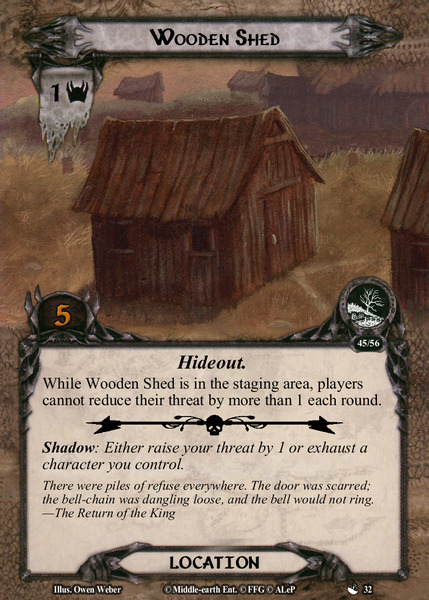 Wooden Shed
1
5
45/56
Hideout.
While Wooden Shed is in the staging area, players
cannot reduce their threat by more than 1 each round.
Shadow: Either raise your threat by 1 or exhaust a
character you control.
There were piles of refuse everywhere. The door was scarred;
the bell-chain was dangling loose, and the bell would not ring.
—The Return of the King
LOCATION
Illus. Owen Weber
© Middle-earth Ent. © FFG © ALeP
32